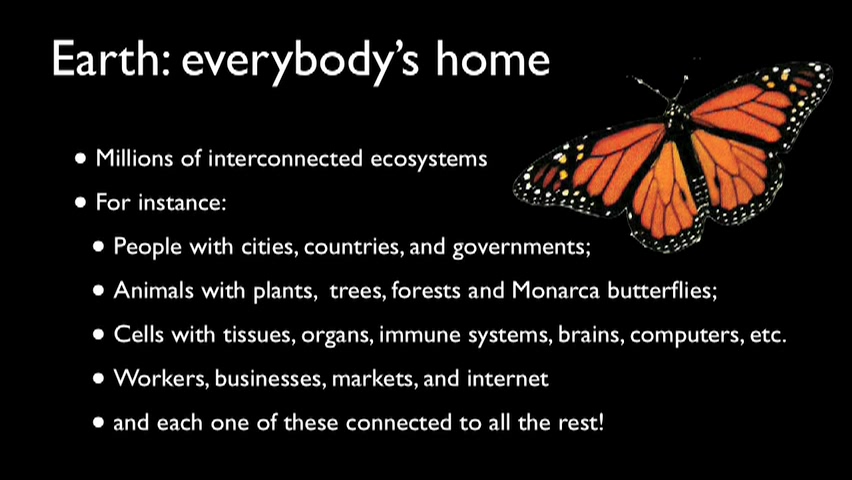 Earth: everybody’s home
• Millions of interconnected ecosystems
• For instance:
• People with cities, countries, and governments;
• Animals with plants, trees, forests and Monarca butterflies;
• Cells with tissues, organs, immune systems, brains, computers, etc.
• Workers, businesses, markets, and internet
• and each one of these connected to all the rest!